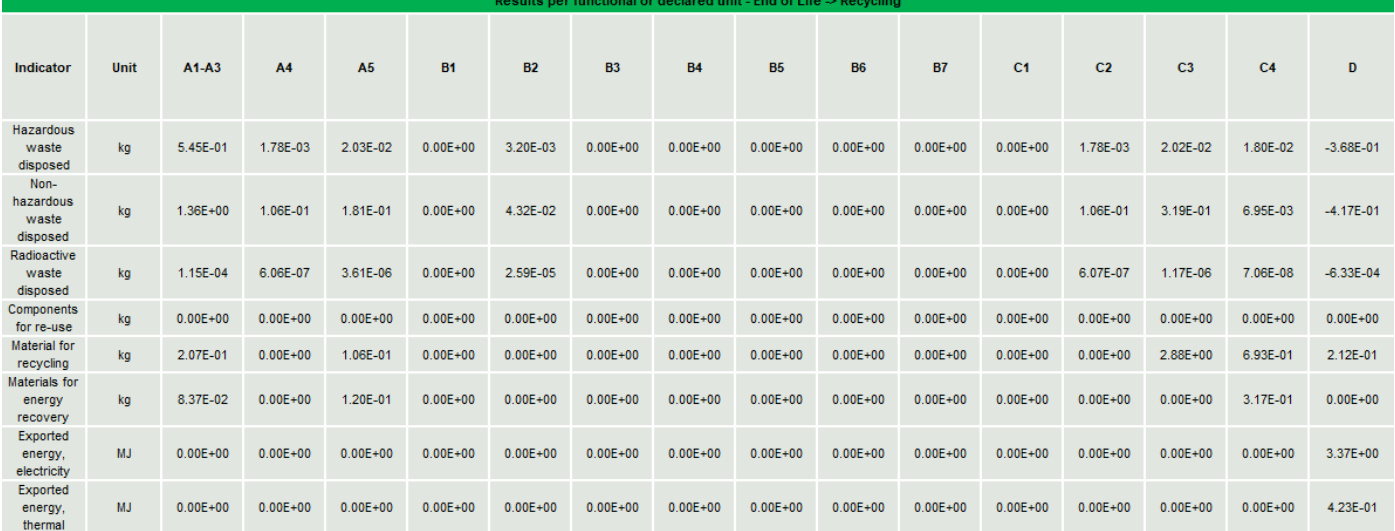 Results per functional or declared unit - End of Life -> Recycling
Indicator Unit A1-A3 A4 A5 B1 B2 B3 B4 B5 B6 B7 C1 C2 C3 C4 D
Hazardous waste disposed kg 5.45E-01 1.78E-03 2.03E-02 0.00E+00 3.20E-03 0.00E+00 0.00E+00 0.00E+00 0.00E+00 0.00E+00 0.00E+00 1.78E-03 2.02E-02 1.80E-02 -3.68E-01
Non-hazardous waste disposed kg 1.36E+00 1.06E-01 1.81E-01 0.00E+00 4.32E-02 0.00E+00 0.00E+00 0.00E+00 0.00E+00 0.00E+00 0.00E+00 1.06E-01 3.19E-01 6.95E-03 -4.17E-01
Radioactive waste disposed kg 1.15E-04 6.06E-07 3.61E-06 0.00E+00 2.59E-05 0.00E+00 0.00E+00 0.00E+00 0.00E+00 0.00E+00 0.00E+00 6.07E-07 1.17E-06 7.06E-08 -6.33E-04
Components for re-use kg 0.00E+00 0.00E+00 0.00E+00 0.00E+00 0.00E+00 0.00E+00 0.00E+00 0.00E+00 0.00E+00 0.00E+00 0.00E+00 0.00E+00 0.00E+00 0.00E+00 0.00E+00
Material for recycling kg 2.07E-01 0.00E+00 1.06E-01 0.00E+00 0.00E+00 0.00E+00 0.00E+00 0.00E+00 0.00E+00 0.00E+00 0.00E+00 0.00E+00 2.88E+00 6.93E-01 2.12E-01
Materials for energy recovery kg 8.37E-02 0.00E+00 1.20E-01 0.00E+00 0.00E+00 0.00E+00 0.00E+00 0.00E+00 0.00E+00 0.00E+00 0.00E+00 0.00E+00 0.00E+00 3.17E-01 0.00E+00
Exported energy, electricity MJ 0.00E+00 0.00E+00 0.00E+00 0.00E+00 0.00E+00 0.00E+00 0.00E+00 0.00E+00 0.00E+00 0.00E+00 0.00E+00 0.00E+00 0.00E+00 0.00E+00 3.37E+00
Exported energy, thermal MJ 0.00E+00 0.00E+00 0.00E+00 0.00E+00 0.00E+00 0.00E+00 0.00E+00 0.00E+00 0.00E+00 0.00E+00 0.00E+00 0.00E+00 0.00E+00 0.00E+00 4.23E-01